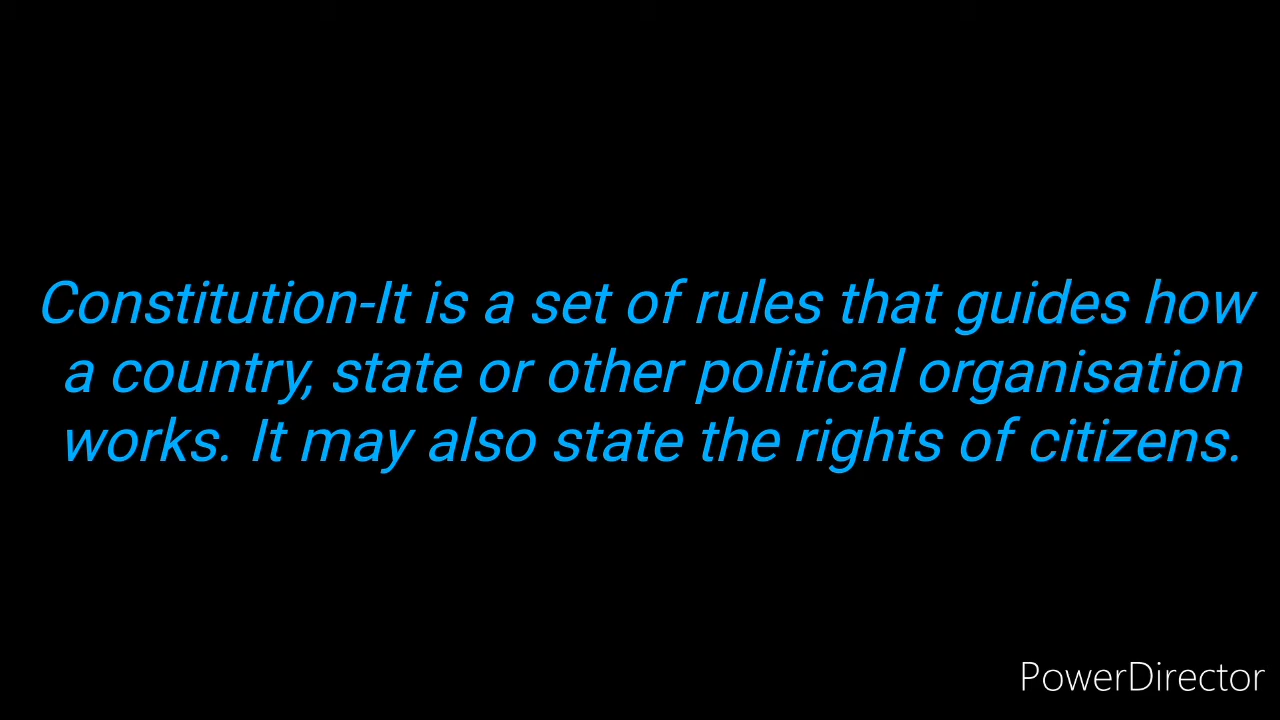 Constitution-It is a set of rules that guides how
a country, state or other political organisation
works. It may also state the rights of citizens.
PowerDirector